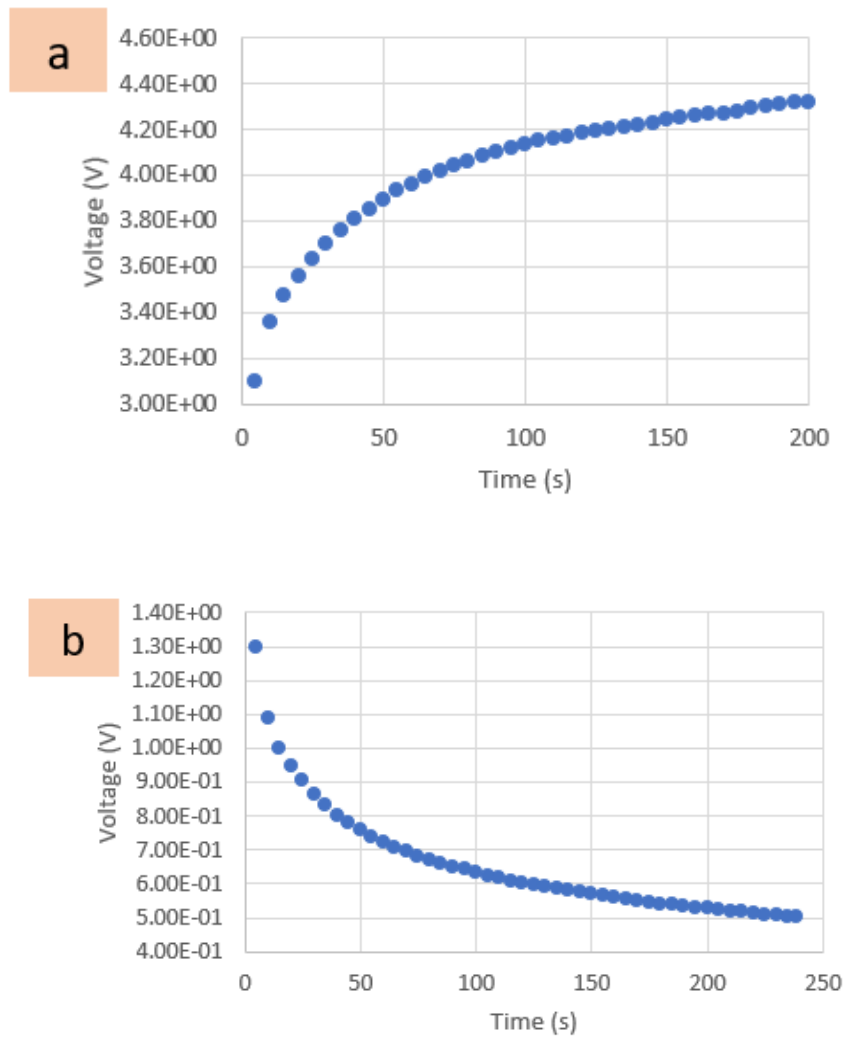 a
4.60E+00
4.40E+00
4.20E+00
4.00E+00
3.80E+00
3.60E+00
3.40E+00
3.20E+00
3.00E+00
Voltage (V)
0 50 100 150 200
Time (s)
b
1.40E+00
1.30E+00
1.20E+00
1.10E+00
1.00E+00
9.00E-01
8.00E-01
7.00E-01
6.00E-01
5.00E-01
4.00E-01
Voltage (V)
0 50 100 150 200 250
Time (s)